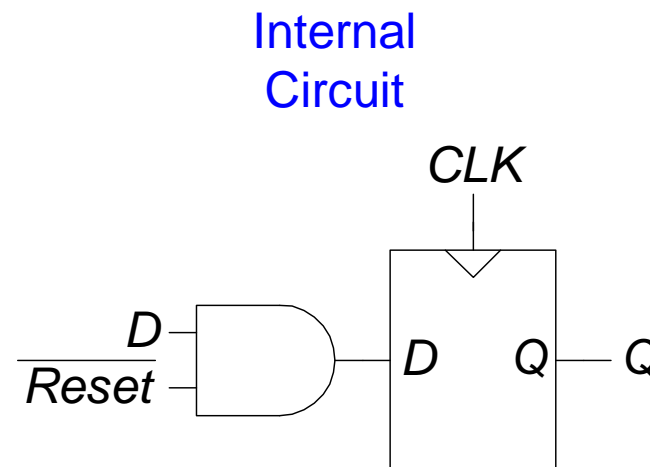 Internal
Circuit
CLK
D
Reset
D Q Q